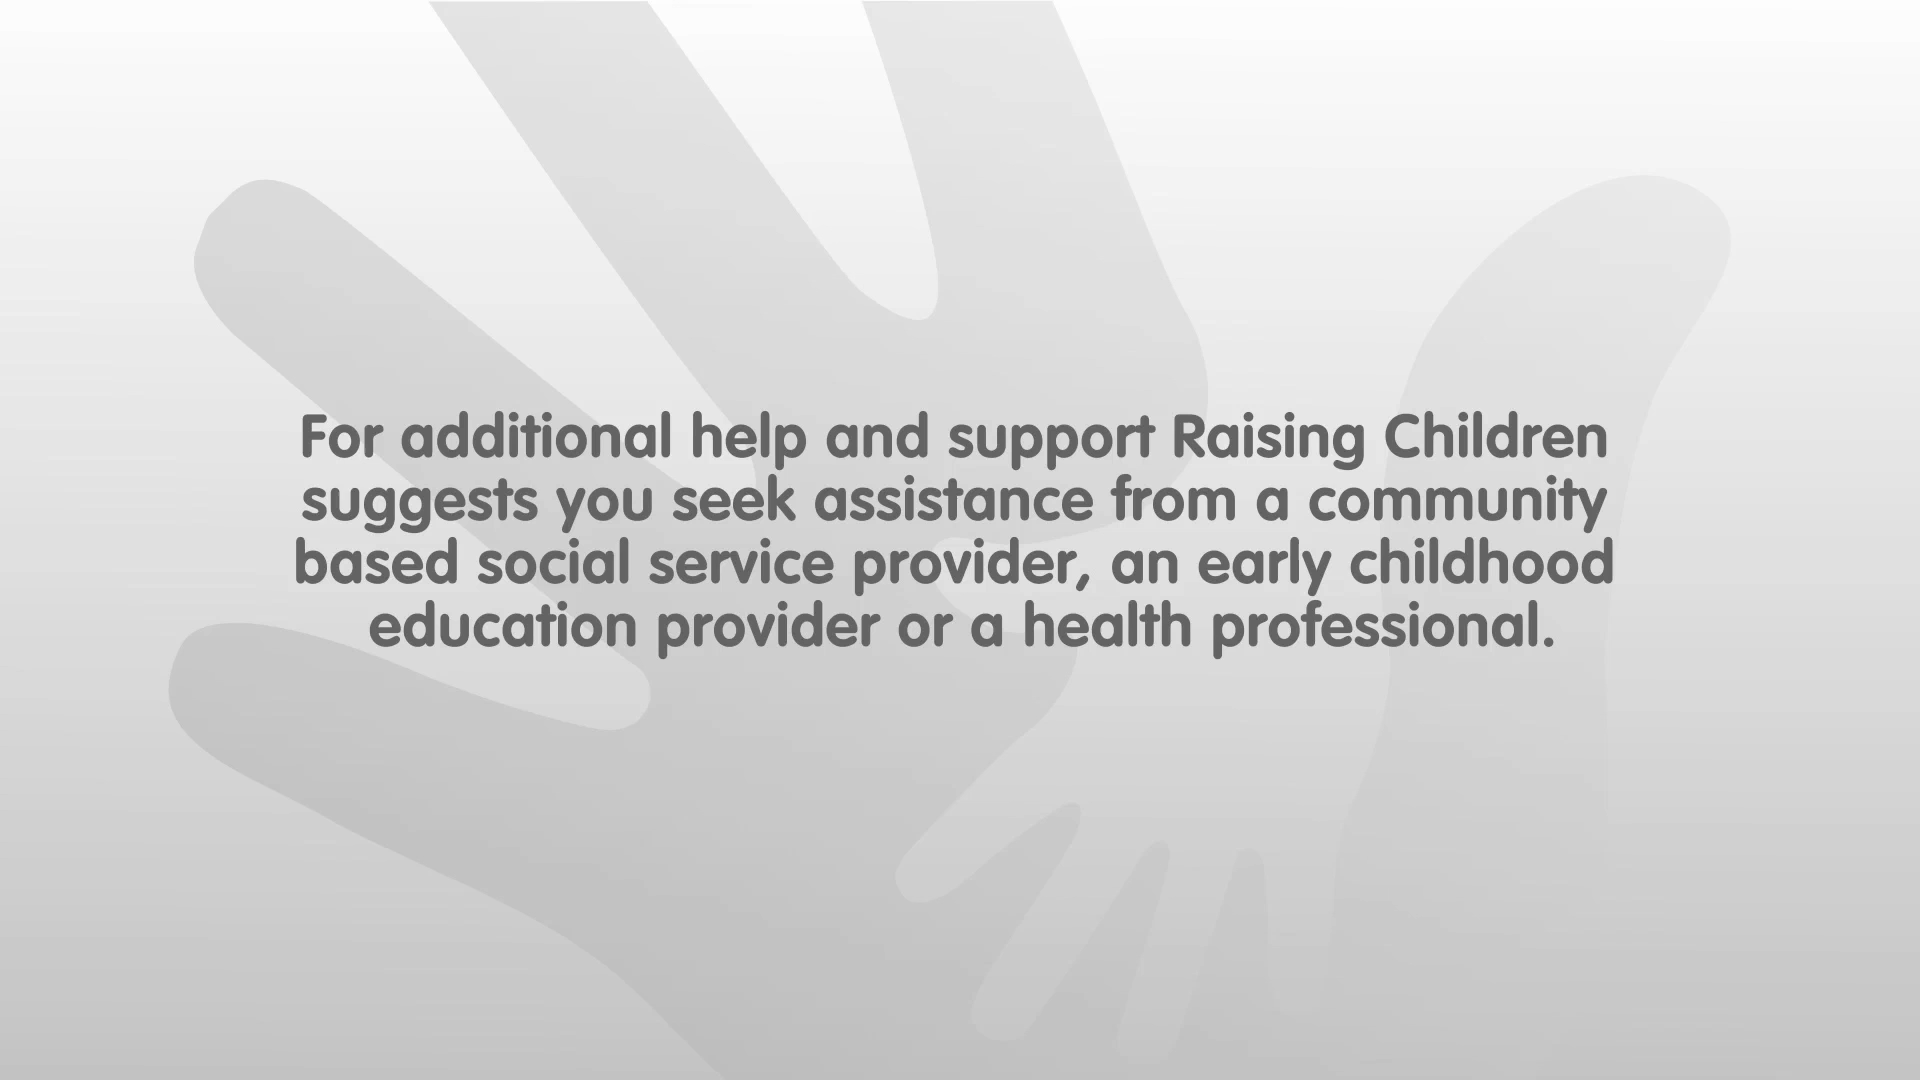 For additional help and support Raising Children
suggests you seek assistance from a community
based social service provider, an early childhood
education provider or a health professional.